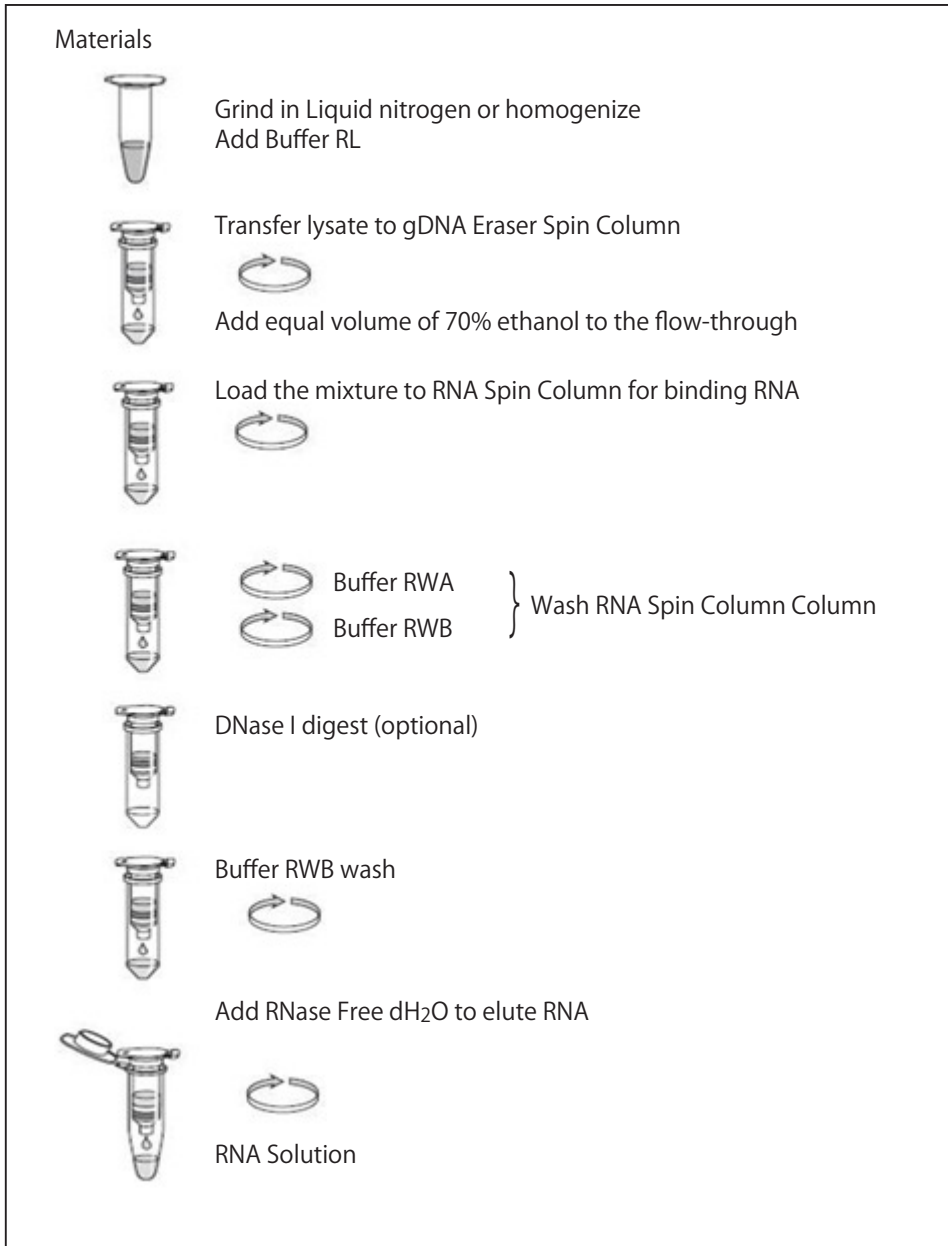 Materials
Grind in Liquid nitrogen or homogenize
Add Buffer RL
Transfer lysate to gDNA Eraser Spin Column
Add equal volume of 70% ethanol to the flow-through
Load the mixture to RNA Spin Column for binding RNA
Buffer RWA
Buffer RWB
Wash RNA Spin Column Column
DNase I digest (optional)
Buffer RWB wash
Add RNase Free dH2O to elute RNA
RNA Solution